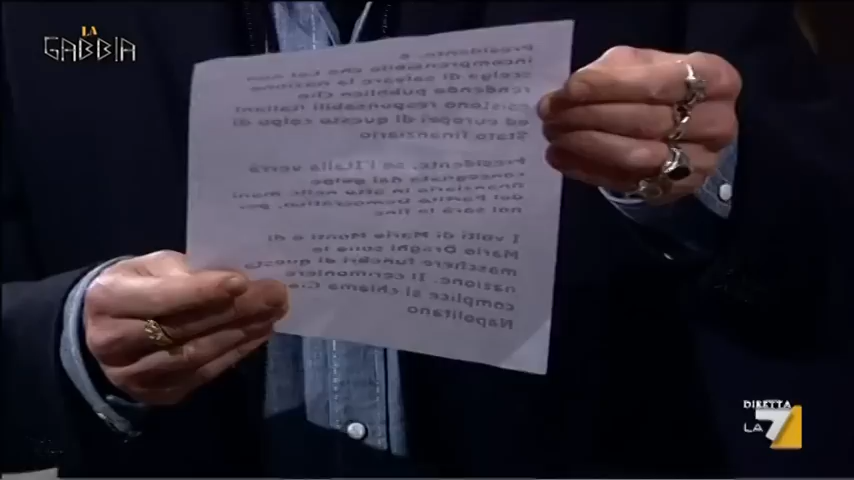 LA
GABBIA
Presidente, è
incomprensibile che Lei non
scelga di salvare la nazione
rendendo pubblico
esistono responsabili italiani
ed europei di questo colpo di
Stato finanziario
Presidente, se l'Italia verrà
consegnata dal golpe
finanziario in atto nelle mani
del Partito Democratico, per
noi sarà la fine
I volti di Mario Monti e di
Mario Draghi sono le
maschere funebri di questa
nazione. Il cerimoniere
complice si chiama
Napolitano
DIRETTA
LA 7